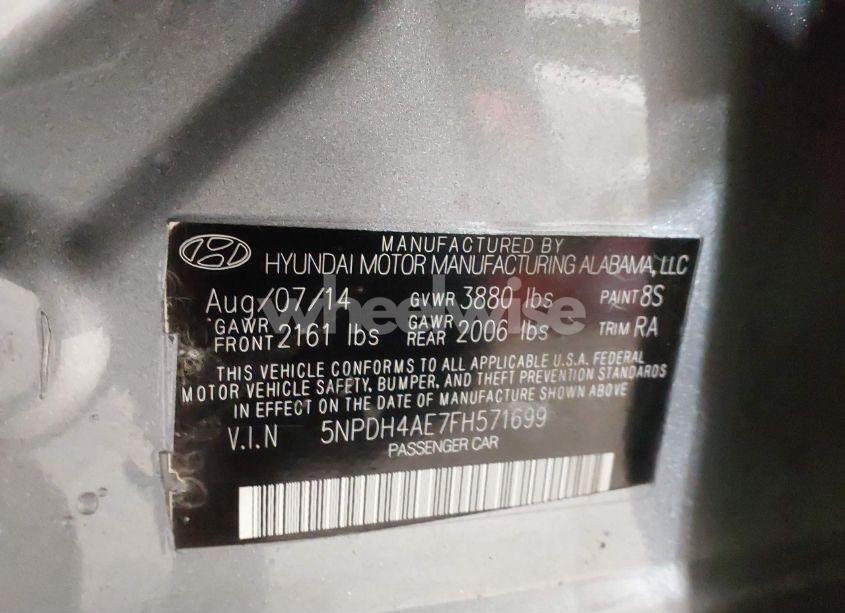 MANUFACTURED BY
HYUNDAI MOTOR MANUFACTURING ALABAMA, LLC
Aug/07/14 GVWR 3880 lbs PAINT 8S
GAWR FRONT 2161 lbs GAWR REAR 2006 lbs TRIM RA
THIS VEHICLE CONFORMS TO ALL APPLICABLE U.S.A. FEDERAL
MOTOR VEHICLE SAFETY, BUMPER, AND THEFT PREVENTION STANDARDS
IN EFFECT ON THE DATE OF MANUFACTURE SHOWN ABOVE
V.I.N 5NPDH4AE7FH571699
PASSENGER CAR
wheelwise